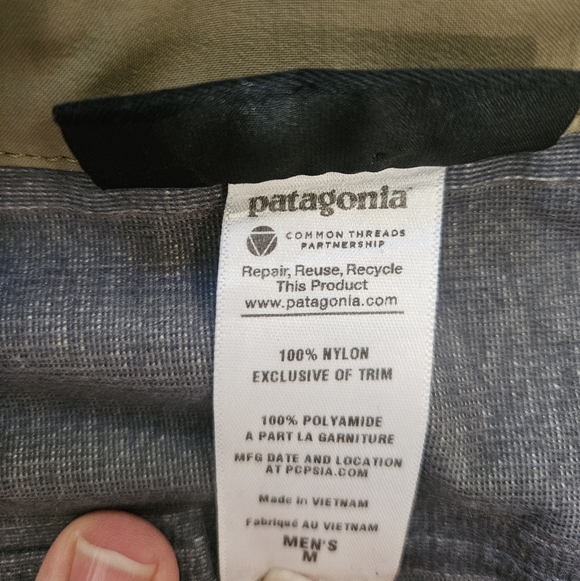 patagonia
COMMON THREADS
PARTNERSHIP
Repair, Reuse, Recycle
This Product
www.patagonia.com
100% NYLON
EXCLUSIVE OF TRIM
100% POLYAMIDE
A PART LA GARNITURE
MFG DATE AND LOCATION
AT PCPSIA.COM
Made in VIETNAM
Fabriqué AU VIETNAM
MEN'S
M